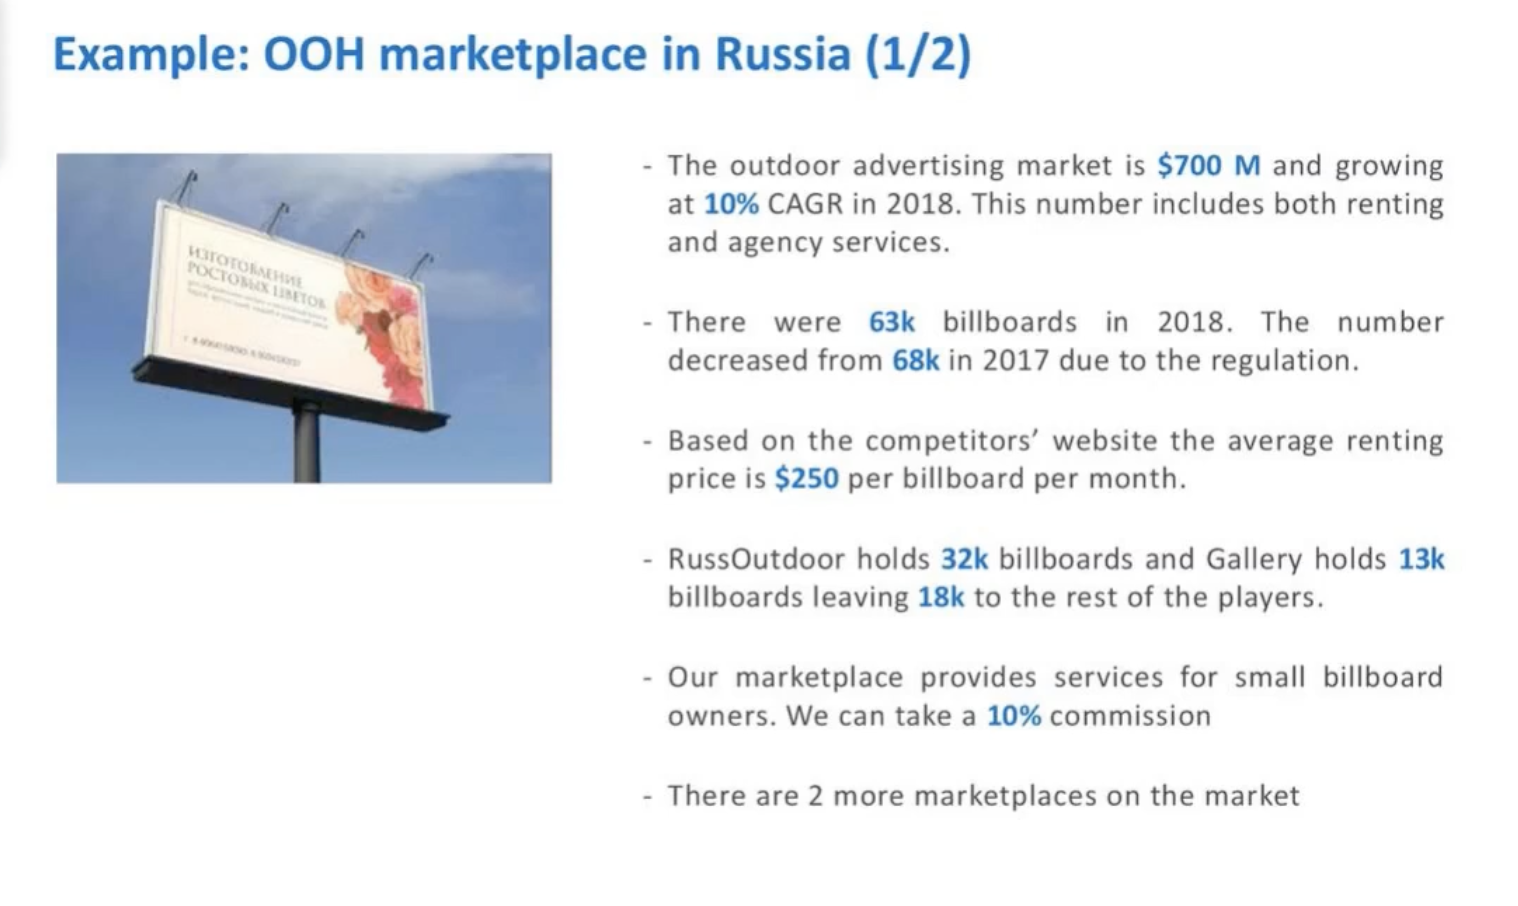 Example: OOH marketplace in Russia (1/2)
ИЗГОТОВЛЕНИЕ
РОСТОВЫХ ЦВЕТОВ
- The outdoor advertising market is $700 M and growing
at 10% CAGR in 2018. This number includes both renting
and agency services.
- There were 63k billboards in 2018. The number
decreased from 68k in 2017 due to the regulation.
- Based on the competitors’ website the average renting
price is $250 per billboard per month.
- RussOutdoor holds 32k billboards and Gallery holds 13k
billboards leaving 18k to the rest of the players.
- Our marketplace provides services for small billboard
owners. We can take a 10% commission
- There are 2 more marketplaces on the market